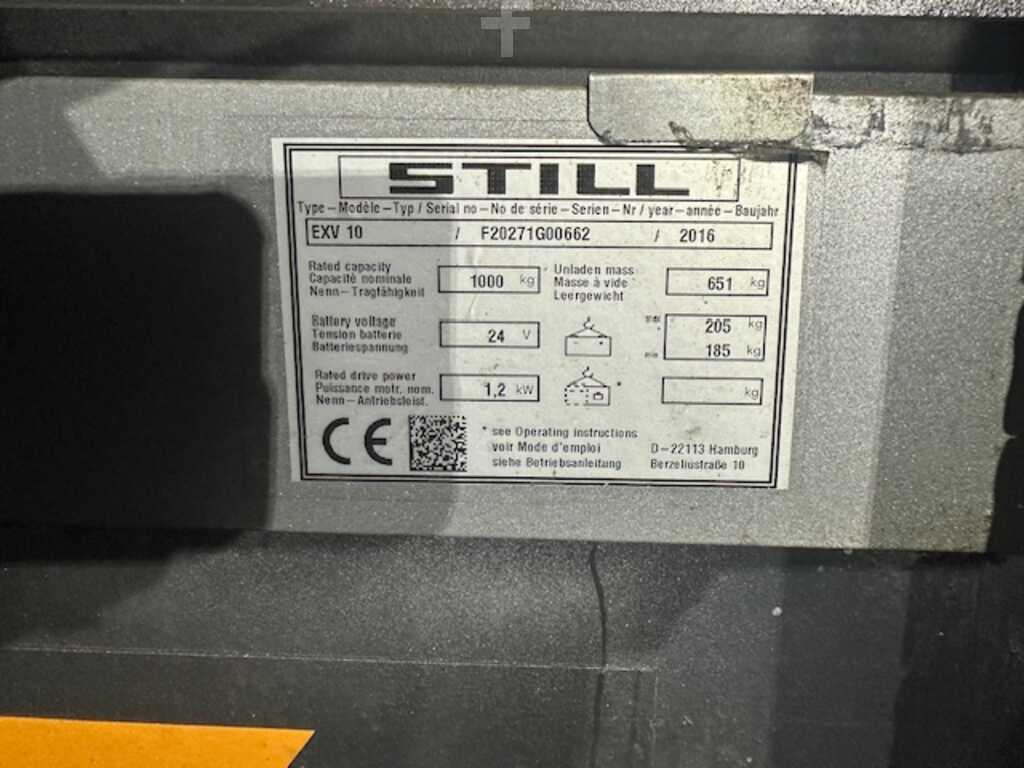 STILL
Type–Modèle–Typ / Serial no–No de série–Serien–Nr / year–année–Baujahr
EXV 10 / F20271G00662 / 2016
Rated capacity
Capacité nominale
Nenn–Tragfähigkeit
1000 kg
Unladen mass
Masse à vide
Leergewicht
651 kg
Battery voltage
Tension batterie
Batteriespannung
24 V
205 kg
min 185 kg
Rated drive power
Puissance motr. nom.
Nenn–Antriebsleist.
1,2 kW
*
kg
CE
* see Operating instructions
voir Mode d'emploi
siehe Betriebsanleitung
D–22113 Hamburg
Berzeliustraße 10